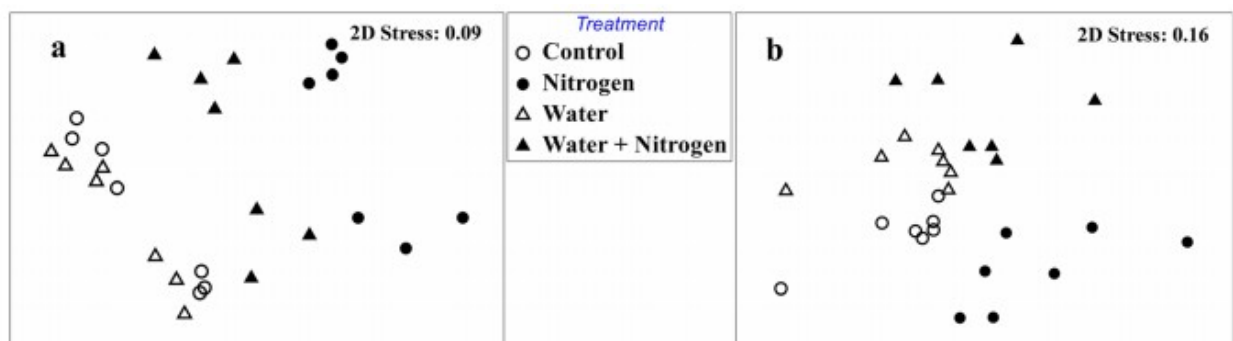 a
2D Stress: 0.09
Treatment
Control
Nitrogen
Water
Water + Nitrogen
b
2D Stress: 0.16